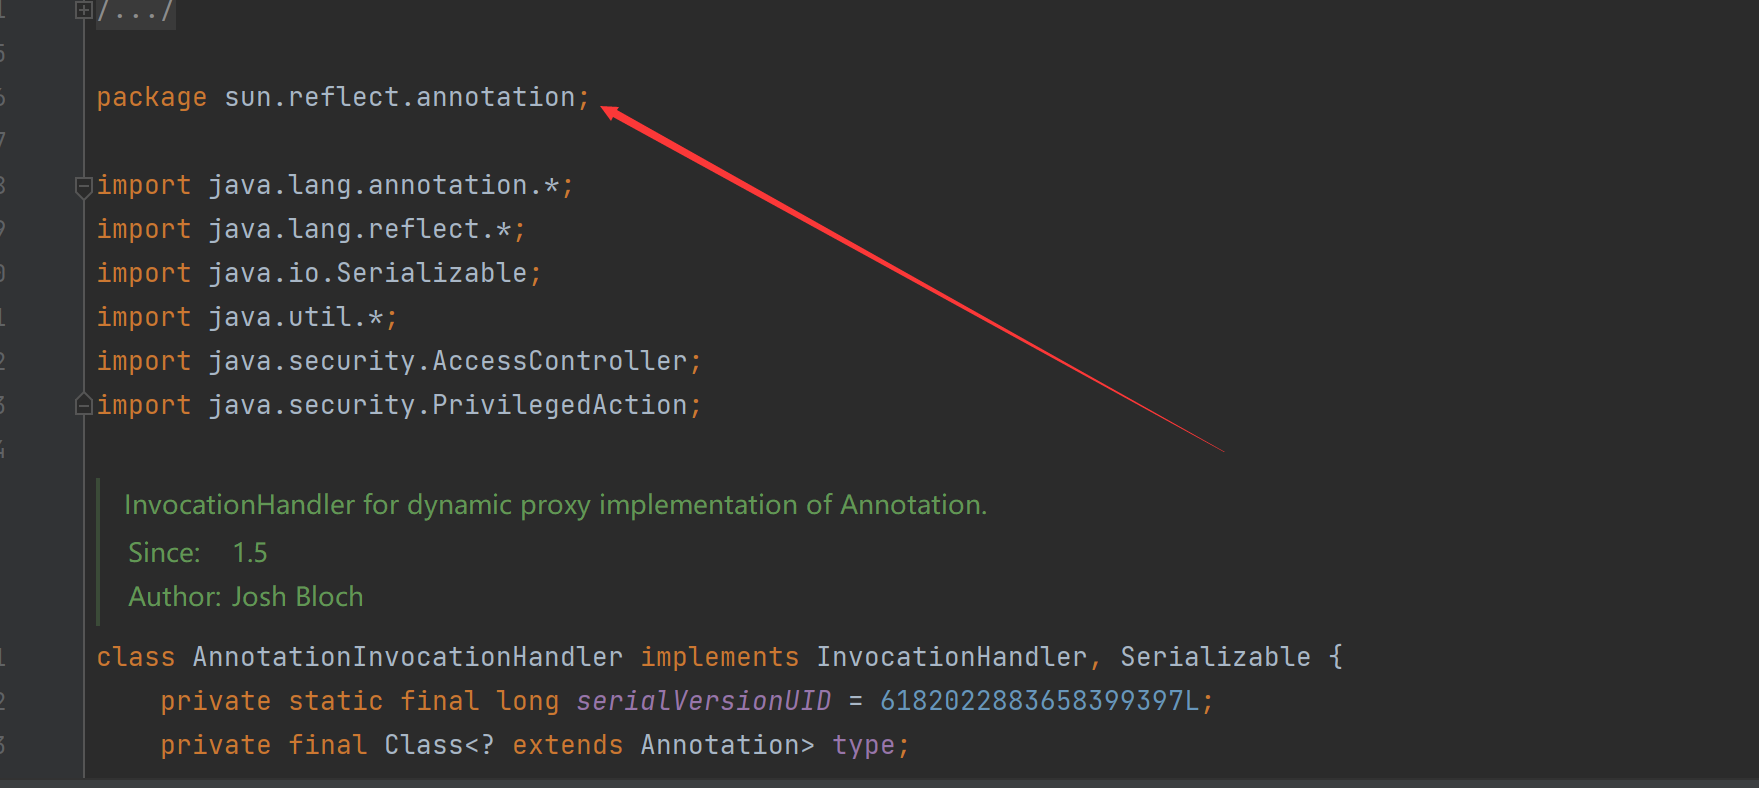 /.../
package sun.reflect.annotation;
import java.lang.annotation.*;
import java.lang.reflect.*;
import java.io.Serializable;
import java.util.*;
import java.security.AccessController;
import java.security.PrivilegedAction;
InvocationHandler for dynamic proxy implementation of Annotation.
Since: 1.5
Author: Josh Bloch
class AnnotationInvocationHandler implements InvocationHandler, Serializable {
private static final long serialVersionUID = 6182022883658399397L;
private final Class<? extends Annotation> type;